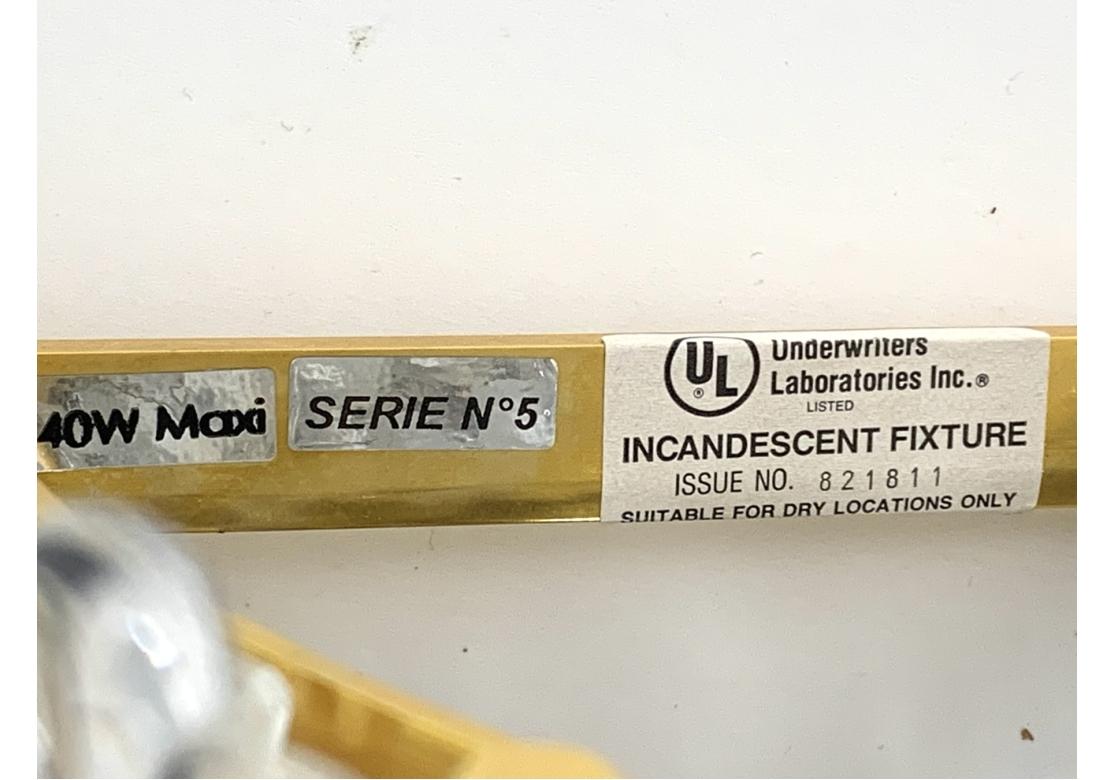 40W Maxi
SERIE N°5
UL ®
Underwriters
Laboratories Inc.®
LISTED
INCANDESCENT FIXTURE
ISSUE NO. 821811
SUITABLE FOR DRY LOCATIONS ONLY